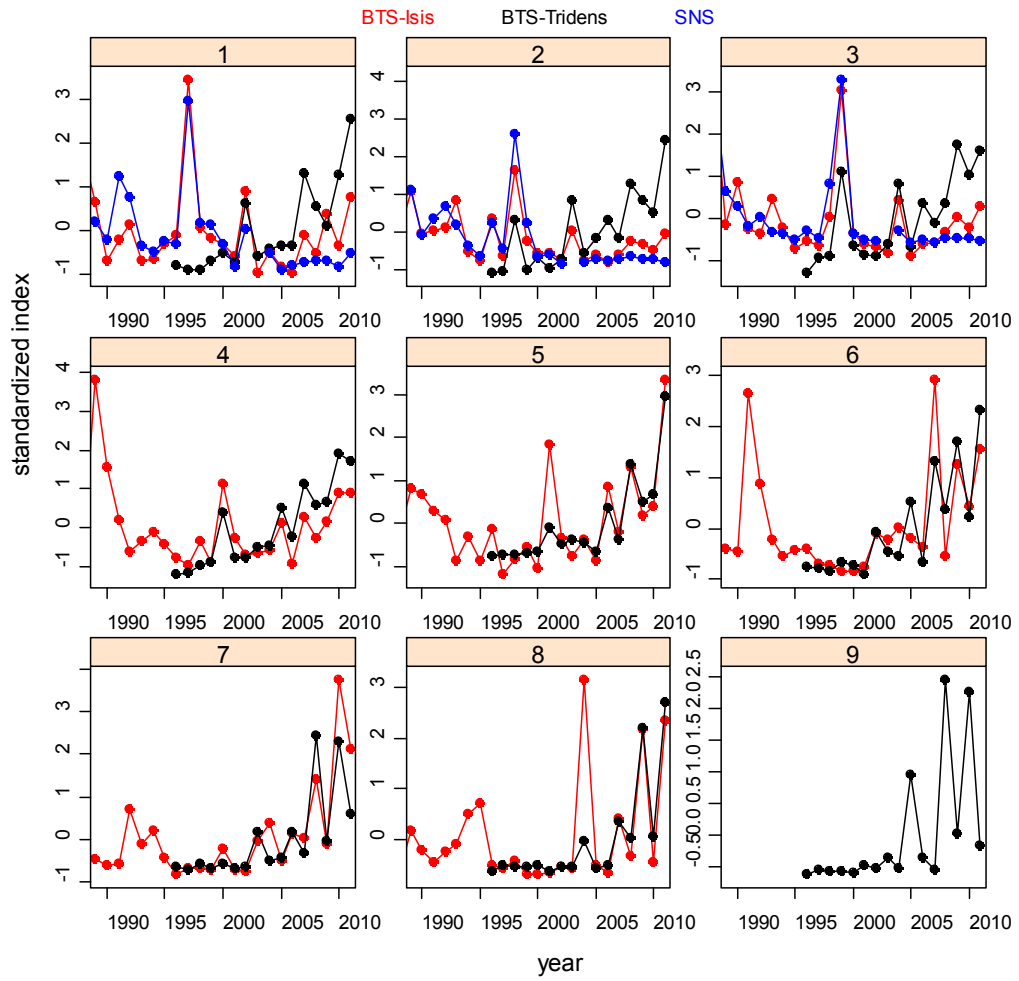 BTS-Isis BTS-Tridens SNS
standardized index
1 2 3
-1 0 1 2 3
-1 0 1 2 3 4
-1 0 1 2 3
1990 1995 2000 2005 2010 1990 1995 2000 2005 2010 1990 1995 2000 2005 2010
4 5 6
-1 0 1 2 3 4
-1 0 1 2 3
-1 0 1 2 3
1990 1995 2000 2005 2010 1990 1995 2000 2005 2010 1990 1995 2000 2005 2010
7 8 9
-1 0 1 2 3
0 1 2 3
-0.5 0.0 0.5 1.0 1.5 2.0 2.5
1990 1995 2000 2005 2010 1990 1995 2000 2005 2010 1990 1995 2000 2005 2010
year